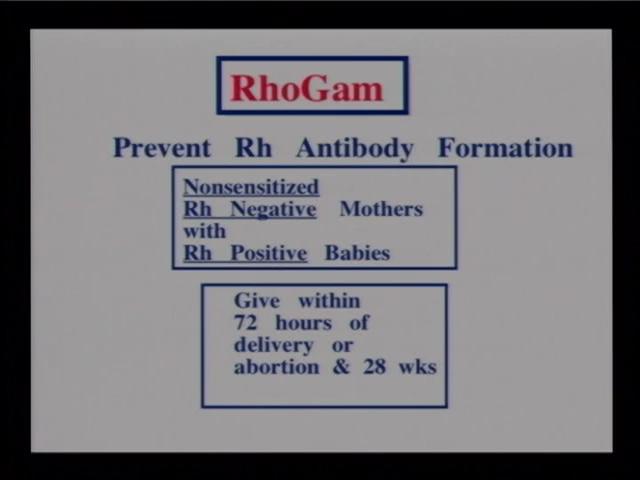 RhoGam
Prevent Rh Antibody Formation
Nonsensitized
Rh Negative Mothers
with
Rh Positive Babies
Give within
72 hours of
delivery or
abortion & 28 wks